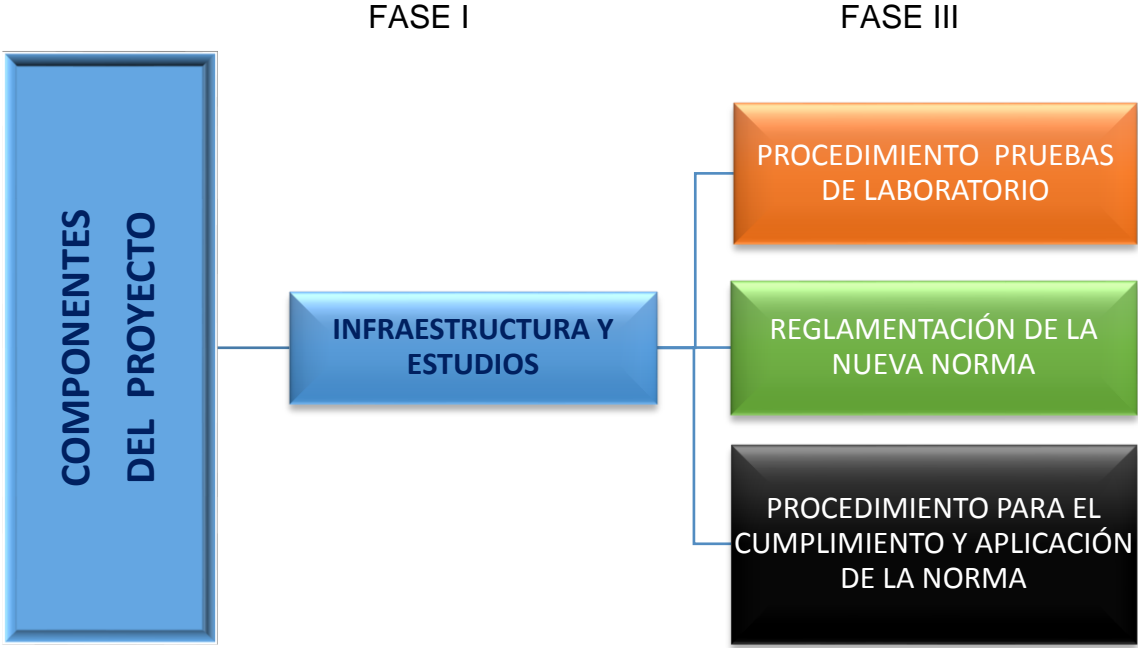 FASE I
FASE III
COMPONENTES
DEL PROYECTO
INFRAESTRUCTURA Y
ESTUDIOS
PROCEDIMIENTO PRUEBAS
DE LABORATORIO
REGLAMENTACIÓN DE LA
NUEVA NORMA
PROCEDIMIENTO PARA EL
CUMPLIMIENTO Y APLICACIÓN
DE LA NORMA